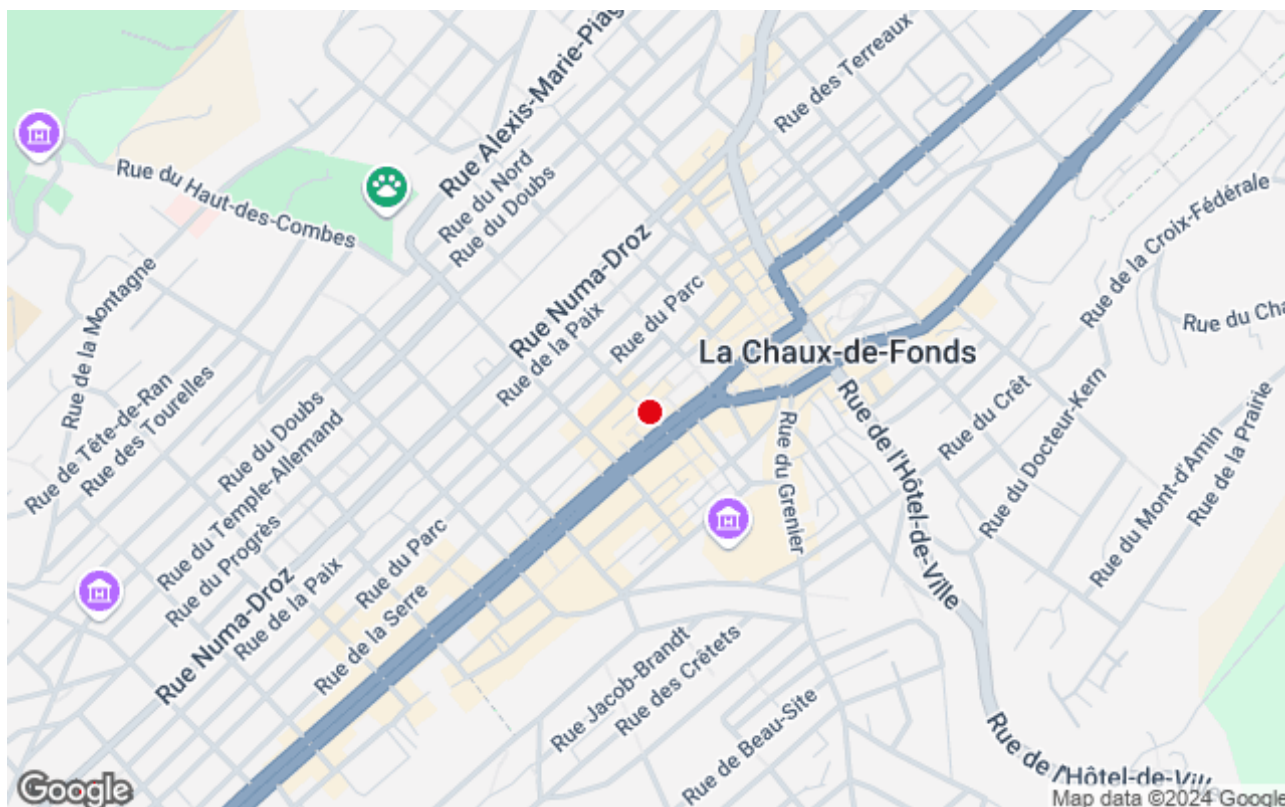 Rue Alexis-Marie-Piag
Rue des Terreaux
Rue du Haut-des-Combes
Rue du Nord
Rue du Doubs
Rue de la Croix-Fédérale
Rue de la Montagne
Rue Numa-Droz
Rue de la Paix
Rue du Parc
Rue du Cha
La Chaux-de-Fonds
Rue de Tête-de-Ran
Rue des Tourelles
Rue du Doubs
Rue du Temple-Allemand
Rue du Progrès
Rue Numa-Droz
Rue de la Paix
Rue du Parc
Rue de la Serre
Rue du Grenier
Rue de l'Hôtel-de-Ville
Rue du Crêt
Rue du Docteur-Kern
Rue du Mont-d'Amin
Rue de la Prairie
Rue Jacob-Brandt
Rue des Crêtets
Rue de Beau-Site
Rue de l'Hôtel-de-Vill
Google
Map data ©2024 Google